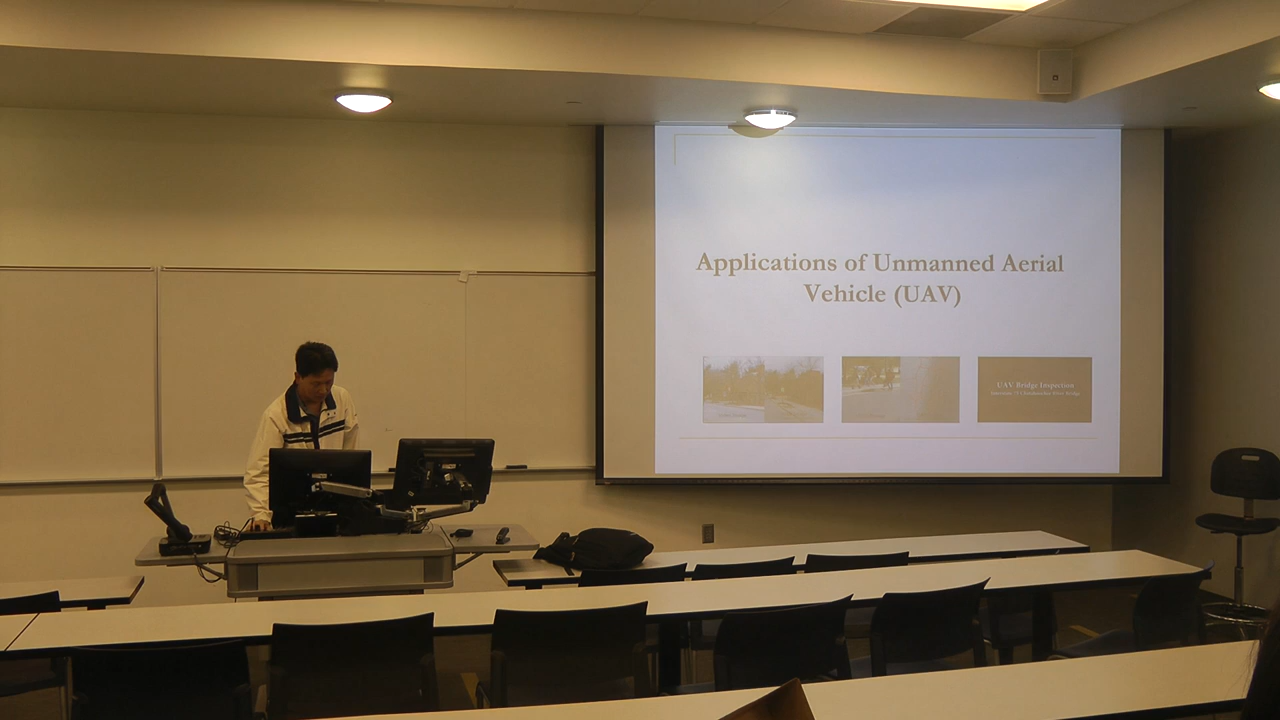 Applications of Unmanned Aerial
Vehicle (UAV)
UAV Bridge Inspection